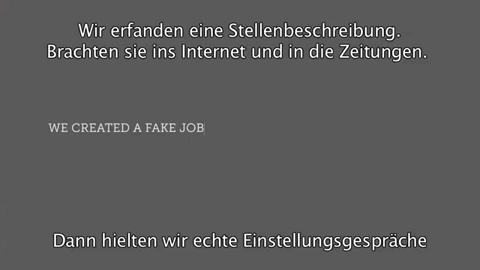 Wir erfanden eine Stellenbeschreibung.
Brachten sie ins Internet und in die Zeitungen.
WE CREATED A FAKE JOB
Dann hielten wir echte Einstellungsgespräche